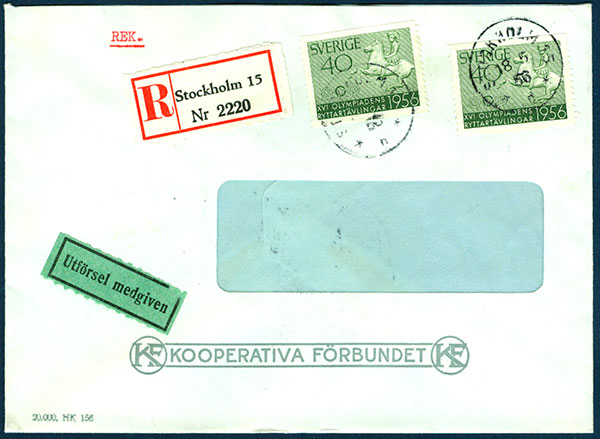 REK.
R
Stockholm 15
Nr 2220
SVERIGE
40
XVI OLYMPIADENS
RYTTARTÄVLINGAR 1956
SVERIGE
40
XVI OLYMPIADENS
RYTTARTÄVLINGAR 1956
Utförsel medgiven
KF KOOPERATIVA FÖRBUNDET KF
20.000. HK 156